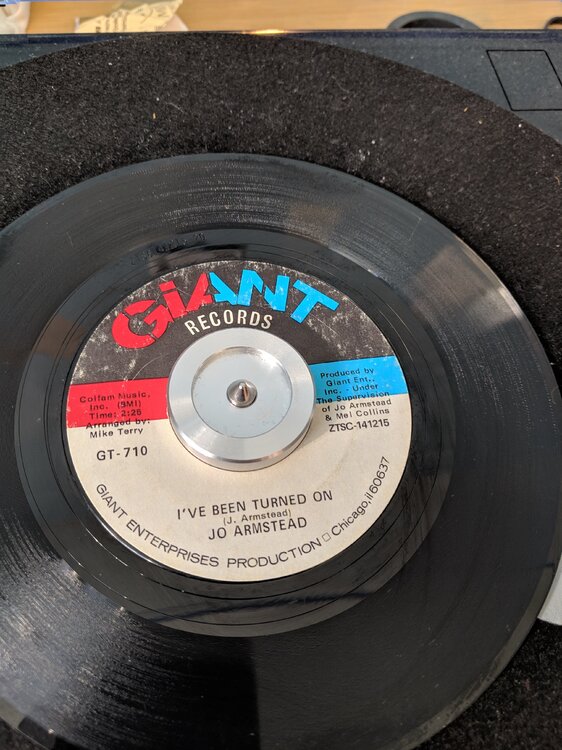 GiANT
RECORDS
Colfam Music,
Inc. (BMI)
Time: 2:26
Arranged by:
Mike Terry
GT-710
Produced by
Giant Ent.,
Inc. - Under
The Supervision
of Jo Armstead
& Mel Collins
ZTSC-141215
I'VE BEEN TURNED ON
(J. Armstead)
JO ARMSTEAD
GIANT ENTERPRISES PRODUCTION □ Chicago, il 60637